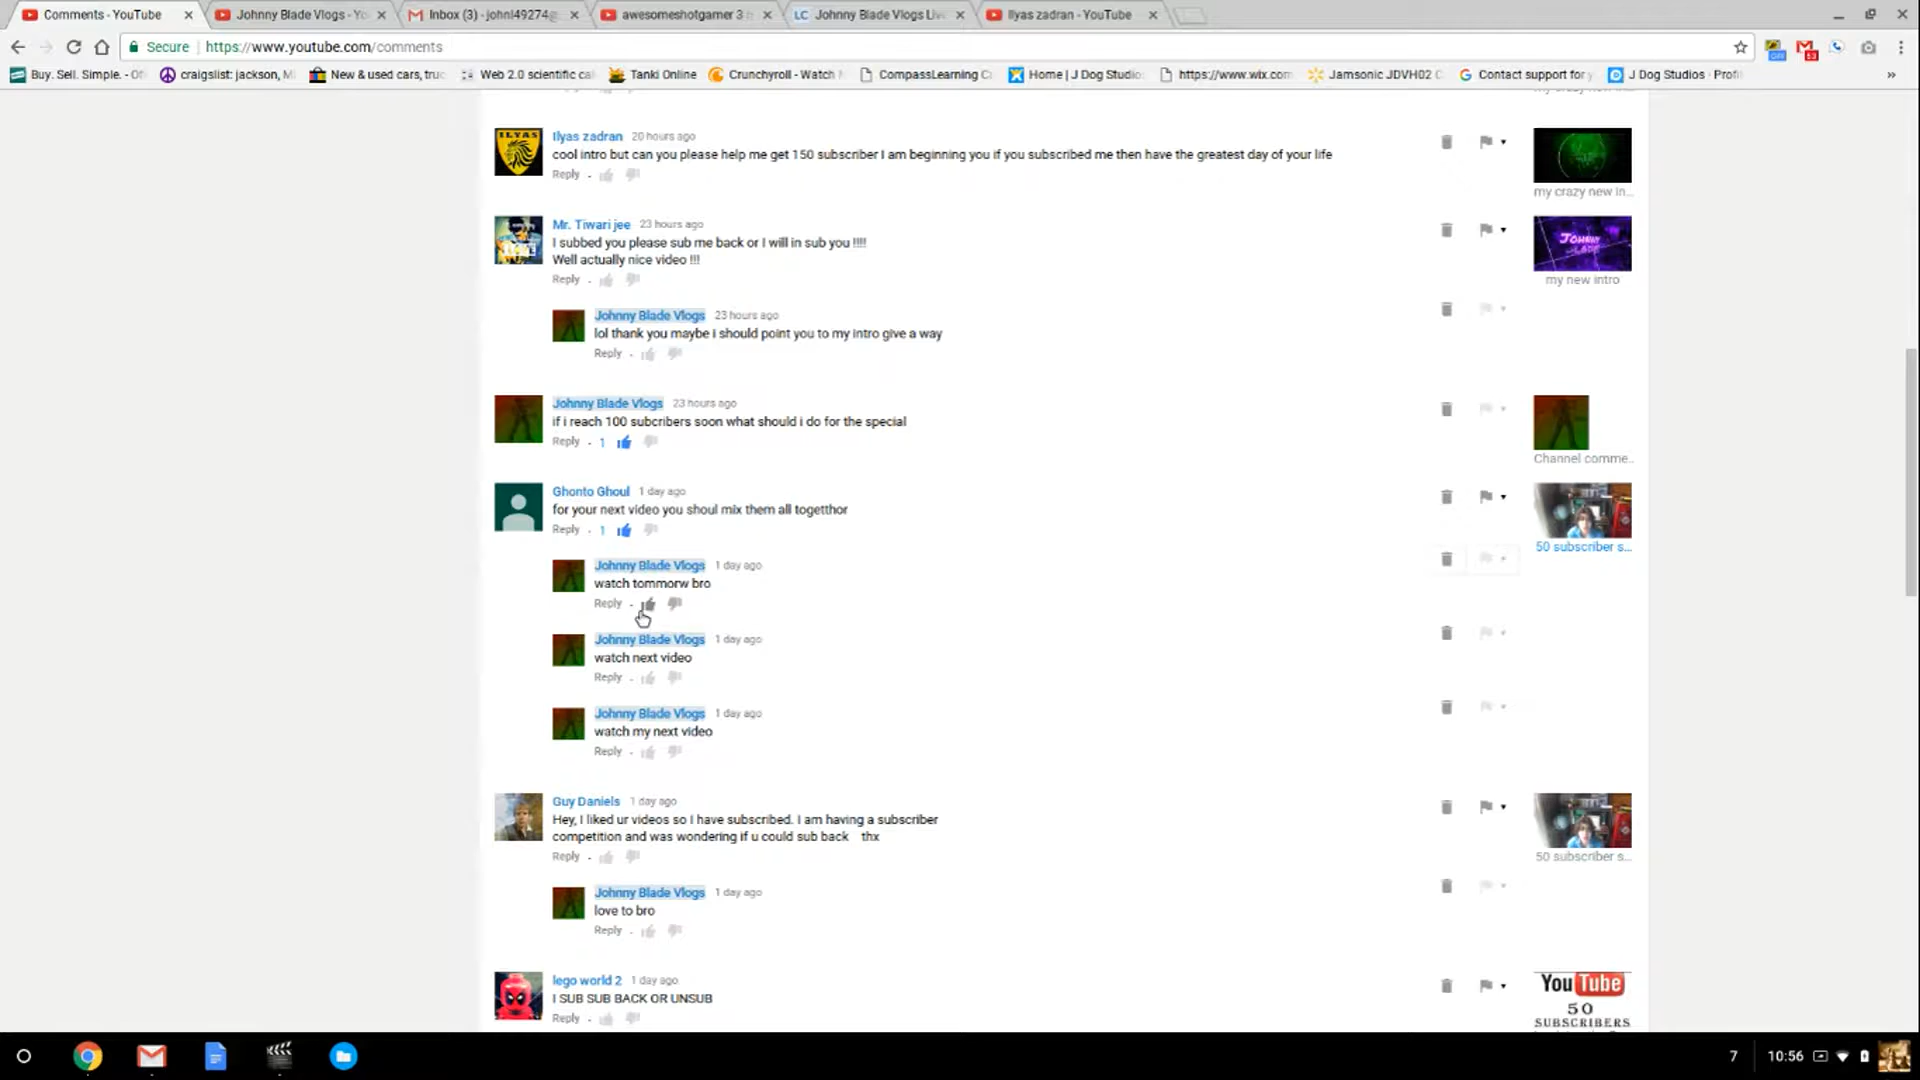 Comments - YouTube
Johnny Blade Vlogs - Yo
Inbox (3) - johnl49274@
awesomeshotgamer 3
LC Johnny Blade Vlogs Liv
Ilyas zadran - YouTube
Secure https://www.youtube.com/comments
Buy. Sell. Simple. - Of
craigslist: jackson, M
New & used cars, truc
Web 2.0 scientific ca
Tanki Online
Crunchyroll - Watch
CompassLearning
Home | J Dog Studio
https://www.wix.com
Jamsonic JDVH02
Contact support for
J Dog Studios - Profi
»
Ilyas zadran 20 hours ago
cool intro but can you please help me get 150 subscriber I am beginning you if you subscribed me then have the greatest day of your life
Reply
ILYAS
my crazy new in...
Mr. Tiwari jee 23 hours ago
I subbed you please sub me back or I will in sub you !!!!
Well actually nice video !!!
Reply
JOHNNY
my new intro
Johnny Blade Vlogs 23 hours ago
lol thank you maybe i should point you to my intro give a way
Reply
Johnny Blade Vlogs 23 hours ago
if i reach 100 subcribers soon what should i do for the special
Reply 1
Channel comme...
Ghonto Ghoul 1 day ago
for your next video you shoul mix them all togetthor
Reply 1
50 subscriber s...
Johnny Blade Vlogs 1 day ago
watch tommorw bro
Reply
Johnny Blade Vlogs 1 day ago
watch next video
Reply
Johnny Blade Vlogs 1 day ago
watch my next video
Reply
Guy Daniels 1 day ago
Hey, I liked ur videos so I have subscribed. I am having a subscriber
competition and was wondering if u could sub back thx
Reply
50 subscriber s...
Johnny Blade Vlogs 1 day ago
love to bro
Reply
lego world 2 1 day ago
I SUB SUB BACK OR UNSUB
Reply
YouTube
50
SUBSCRIBERS
7 10:56